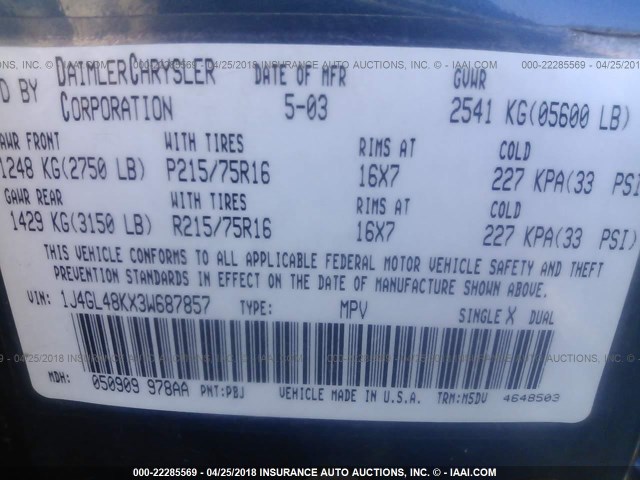 000-22285569 - 04/25/2018 INSURANCE AUTO AUCTIONS, INC. - © IAAI.COM
D BY DAIMLERCHRYSLER CORPORATION
DATE OF MFR 5-03
GVWR 2541 KG(05600 LB)
AWR FRONT WITH TIRES RIMS AT COLD
1248 KG(2750 LB) P215/75R16 16X7 227 KPA(33 PSI
GAWR REAR WITH TIRES RIMS AT COLD
1429 KG(3150 LB) R215/75R16 16X7 227 KPA(33 PSI)
THIS VEHICLE CONFORMS TO ALL APPLICABLE FEDERAL MOTOR VEHICLE SAFETY AND THEFT
PREVENTION STANDARDS IN EFFECT ON THE DATE OF MANUFACTURE SHOWN ABOVE.
VIN: 1J4GL48KX3W687857 TYPE: MPV SINGLE X DUAL
MDH: 050909 978AA PNT:PBJ VEHICLE MADE IN U.S.A. TRM:M5DV 4648503
000-22285569 - 04/25/2018 INSURANCE AUTO AUCTIONS, INC. - © IAAI.COM